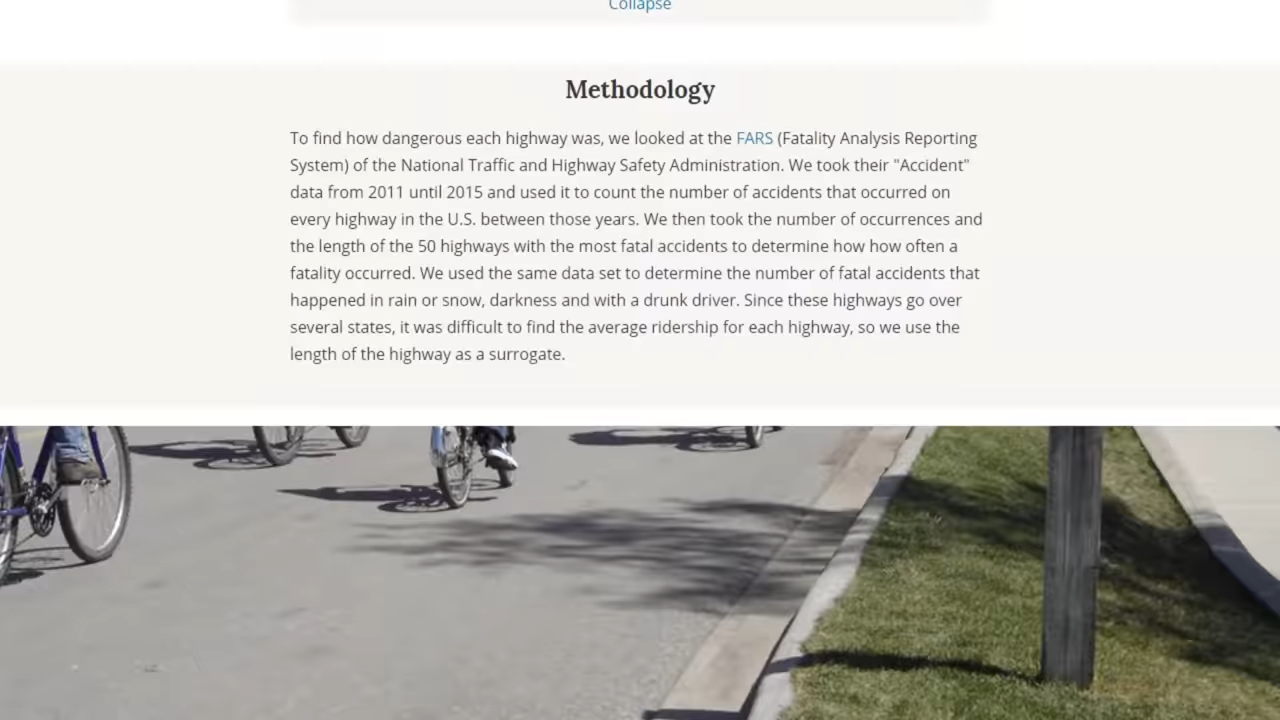 Collapse
Methodology
To find how dangerous each highway was, we looked at the FARS (Fatality Analysis Reporting
System) of the National Traffic and Highway Safety Administration. We took their "Accident"
data from 2011 until 2015 and used it to count the number of accidents that occurred on
every highway in the U.S. between those years. We then took the number of occurrences and
the length of the 50 highways with the most fatal accidents to determine how how often a
fatality occurred. We used the same data set to determine the number of fatal accidents that
happened in rain or snow, darkness and with a drunk driver. Since these highways go over
several states, it was difficult to find the average ridership for each highway, so we use the
length of the highway as a surrogate.